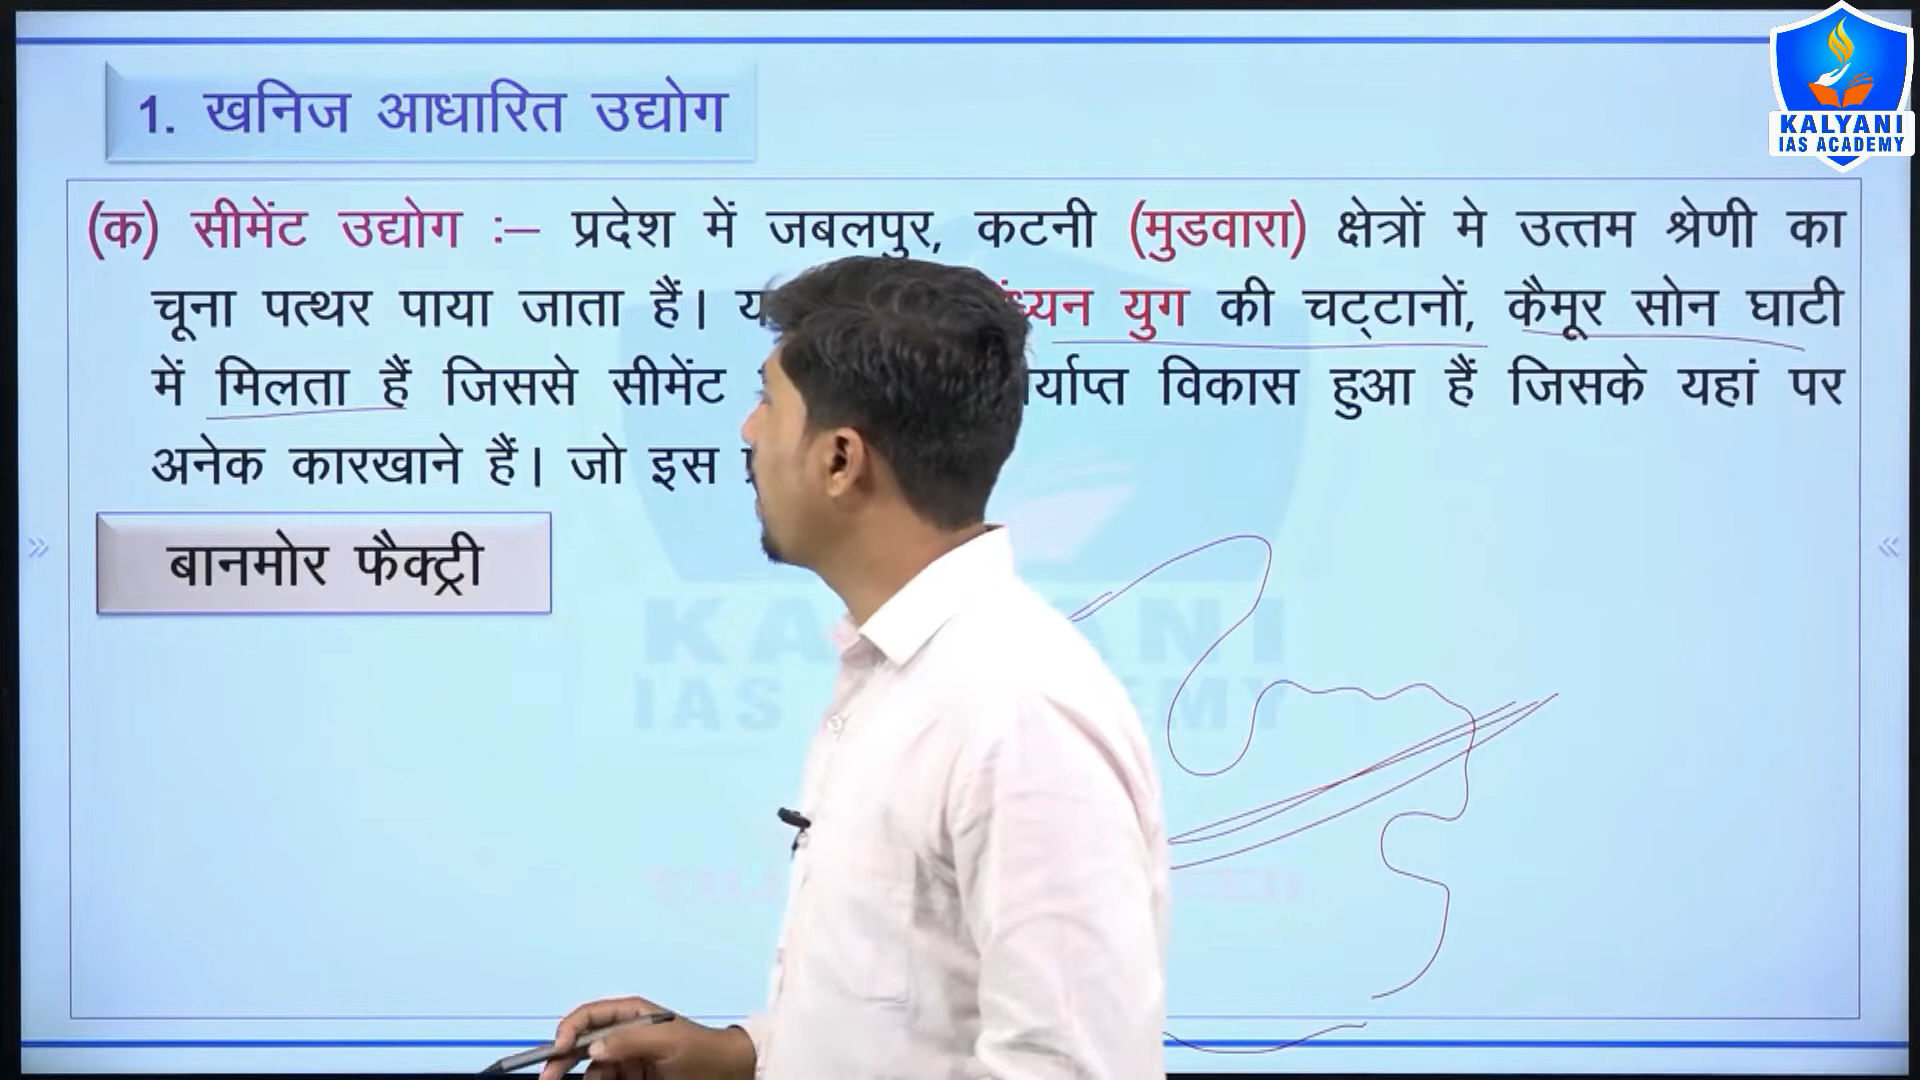 1. खनिज आधारित उद्योग
KALYANI
IAS ACADEMY
(क) सीमेंट उद्योग :– प्रदेश में जबलपुर, कटनी (मुडवारा) क्षेत्रों मे उत्तम श्रेणी का
चूना पत्थर पाया जाता हैं। युग की चट्टानों, कैमूर सोन घाटी
में मिलता हैं जिससे सीमेंट विकास हुआ हैं जिसके यहां पर
अनेक कारखाने हैं। जो इस
बानमोर फैक्ट्री